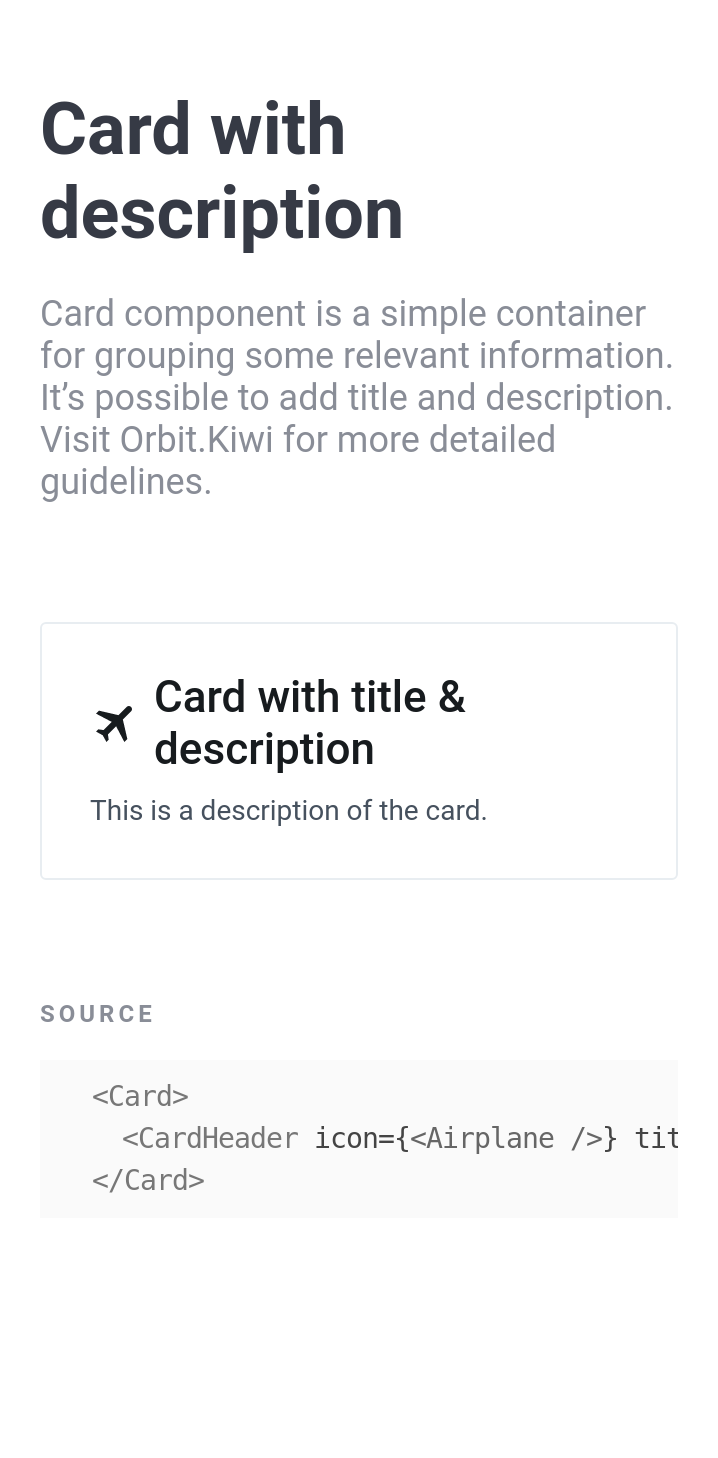 Card with
description
Card component is a simple container
for grouping some relevant information.
It’s possible to add title and description.
Visit Orbit.Kiwi for more detailed
guidelines.
Card with title &
description
This is a description of the card.
SOURCE
<Card>
<CardHeader icon={<Airplane />} tit
</Card>